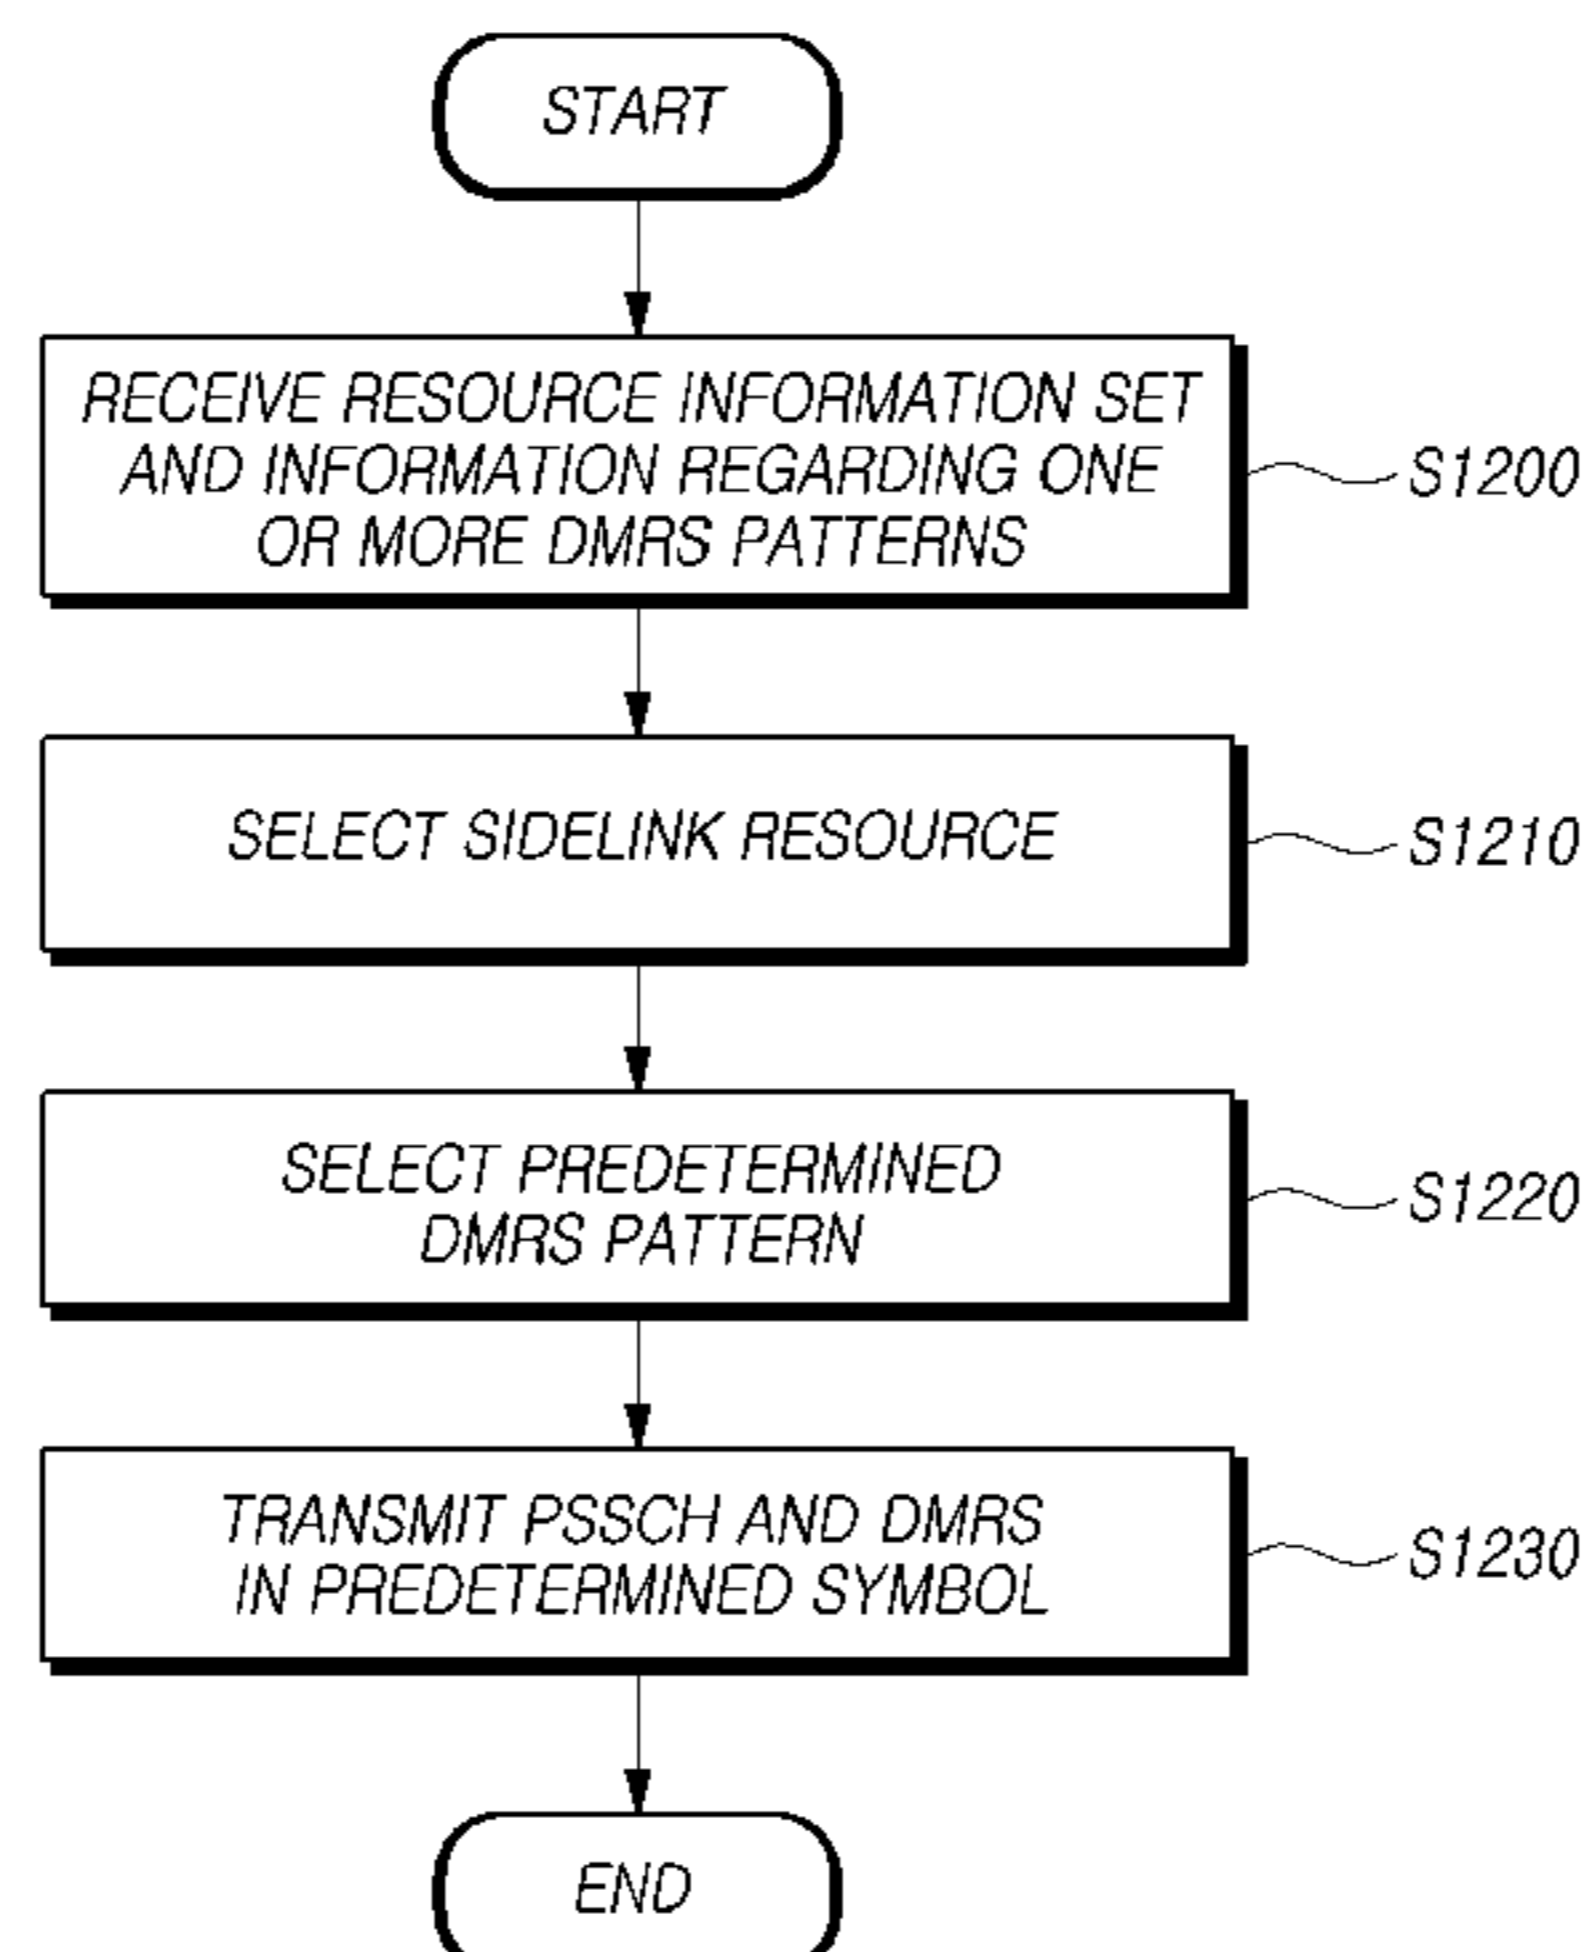 START
RECEIVE RESOURCE INFORMATION SET
AND INFORMATION REGARDING ONE
OR MORE DMRS PATTERNS
S1200
SELECT SIDELINK RESOURCE
S1210
SELECT PREDETERMINED
DMRS PATTERN
S1220
TRANSMIT PSSCH AND DMRS
IN PREDETERMINED SYMBOL
S1230
END